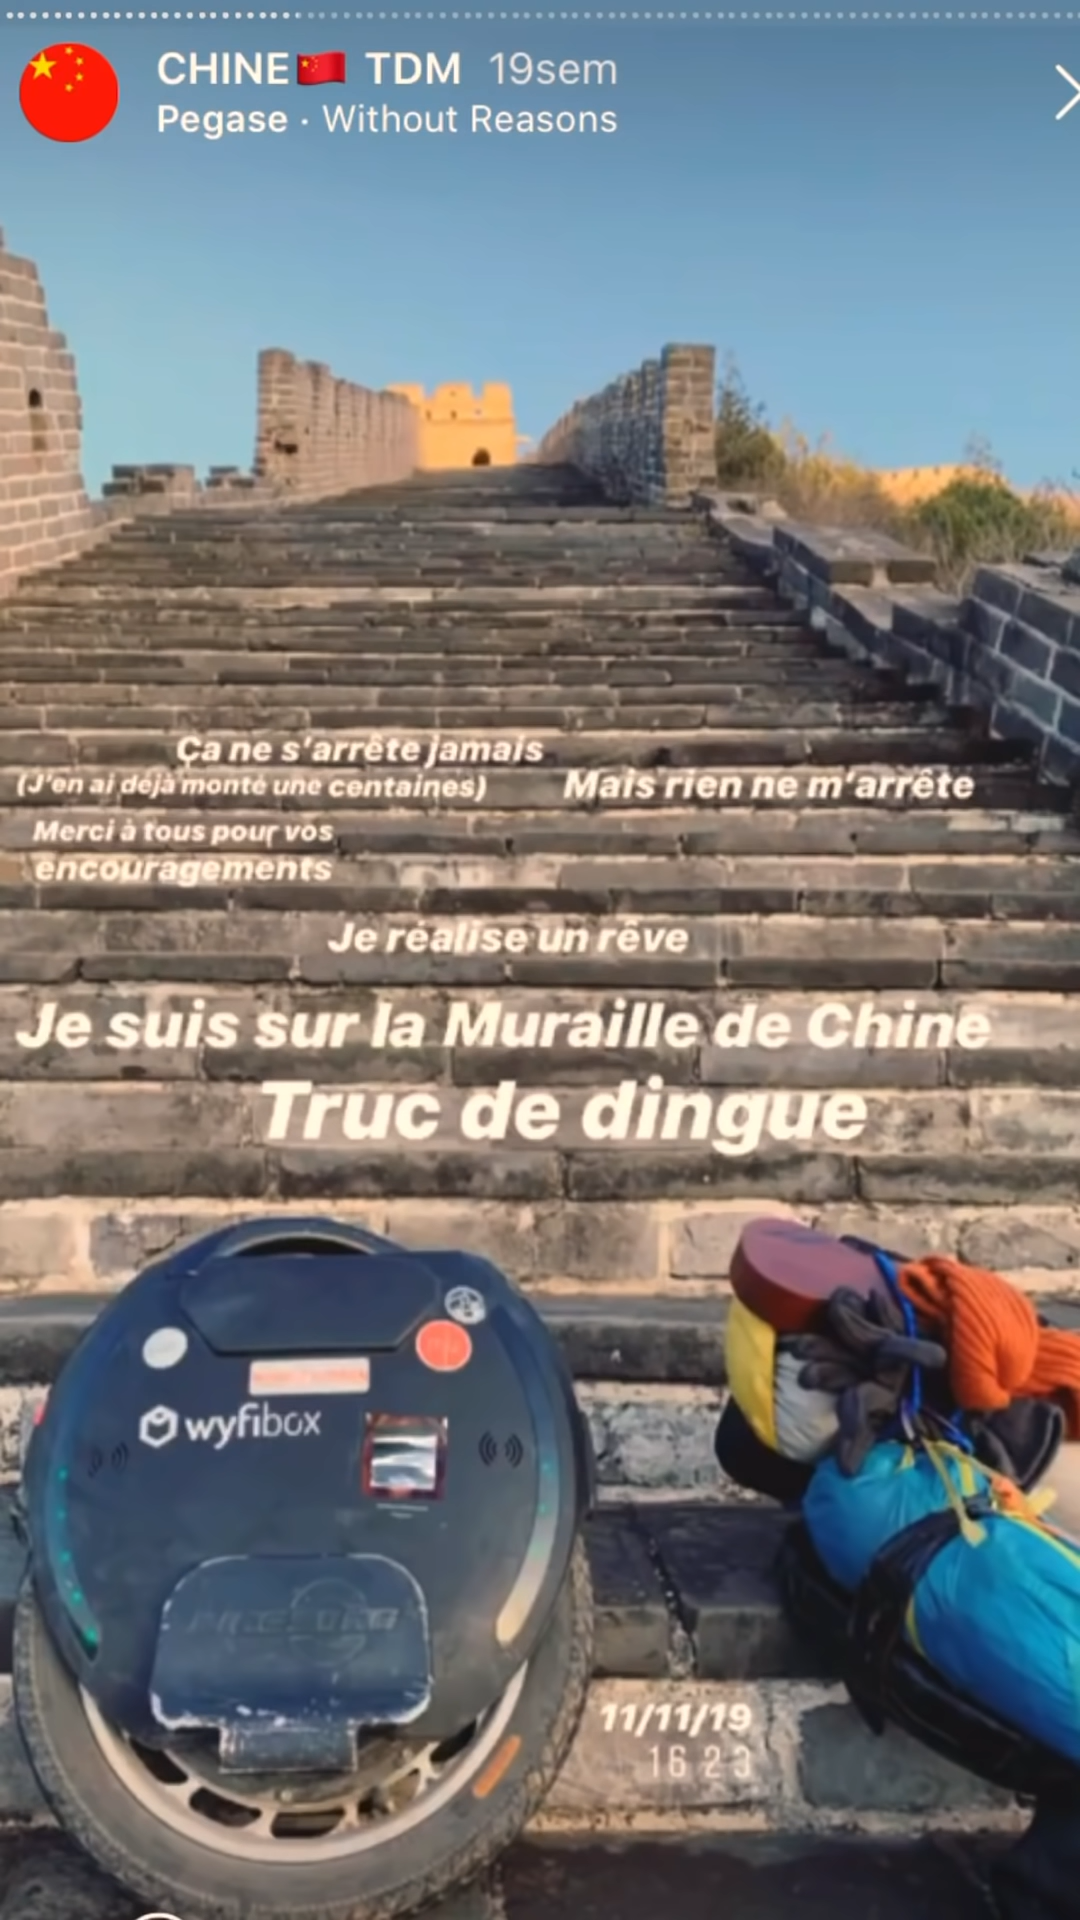 CHINE🇨🇳 TDM 19sem
Pegase · Without Reasons
Ça ne s'arrête jamais
(J'en ai déjà monté une centaines)
Mais rien ne m'arrête
Merci à tous pour vos
encouragements
Je réalise un rêve
Je suis sur la Muraille de Chine
Truc de dingue
wyfibox
11/11/19
16 23